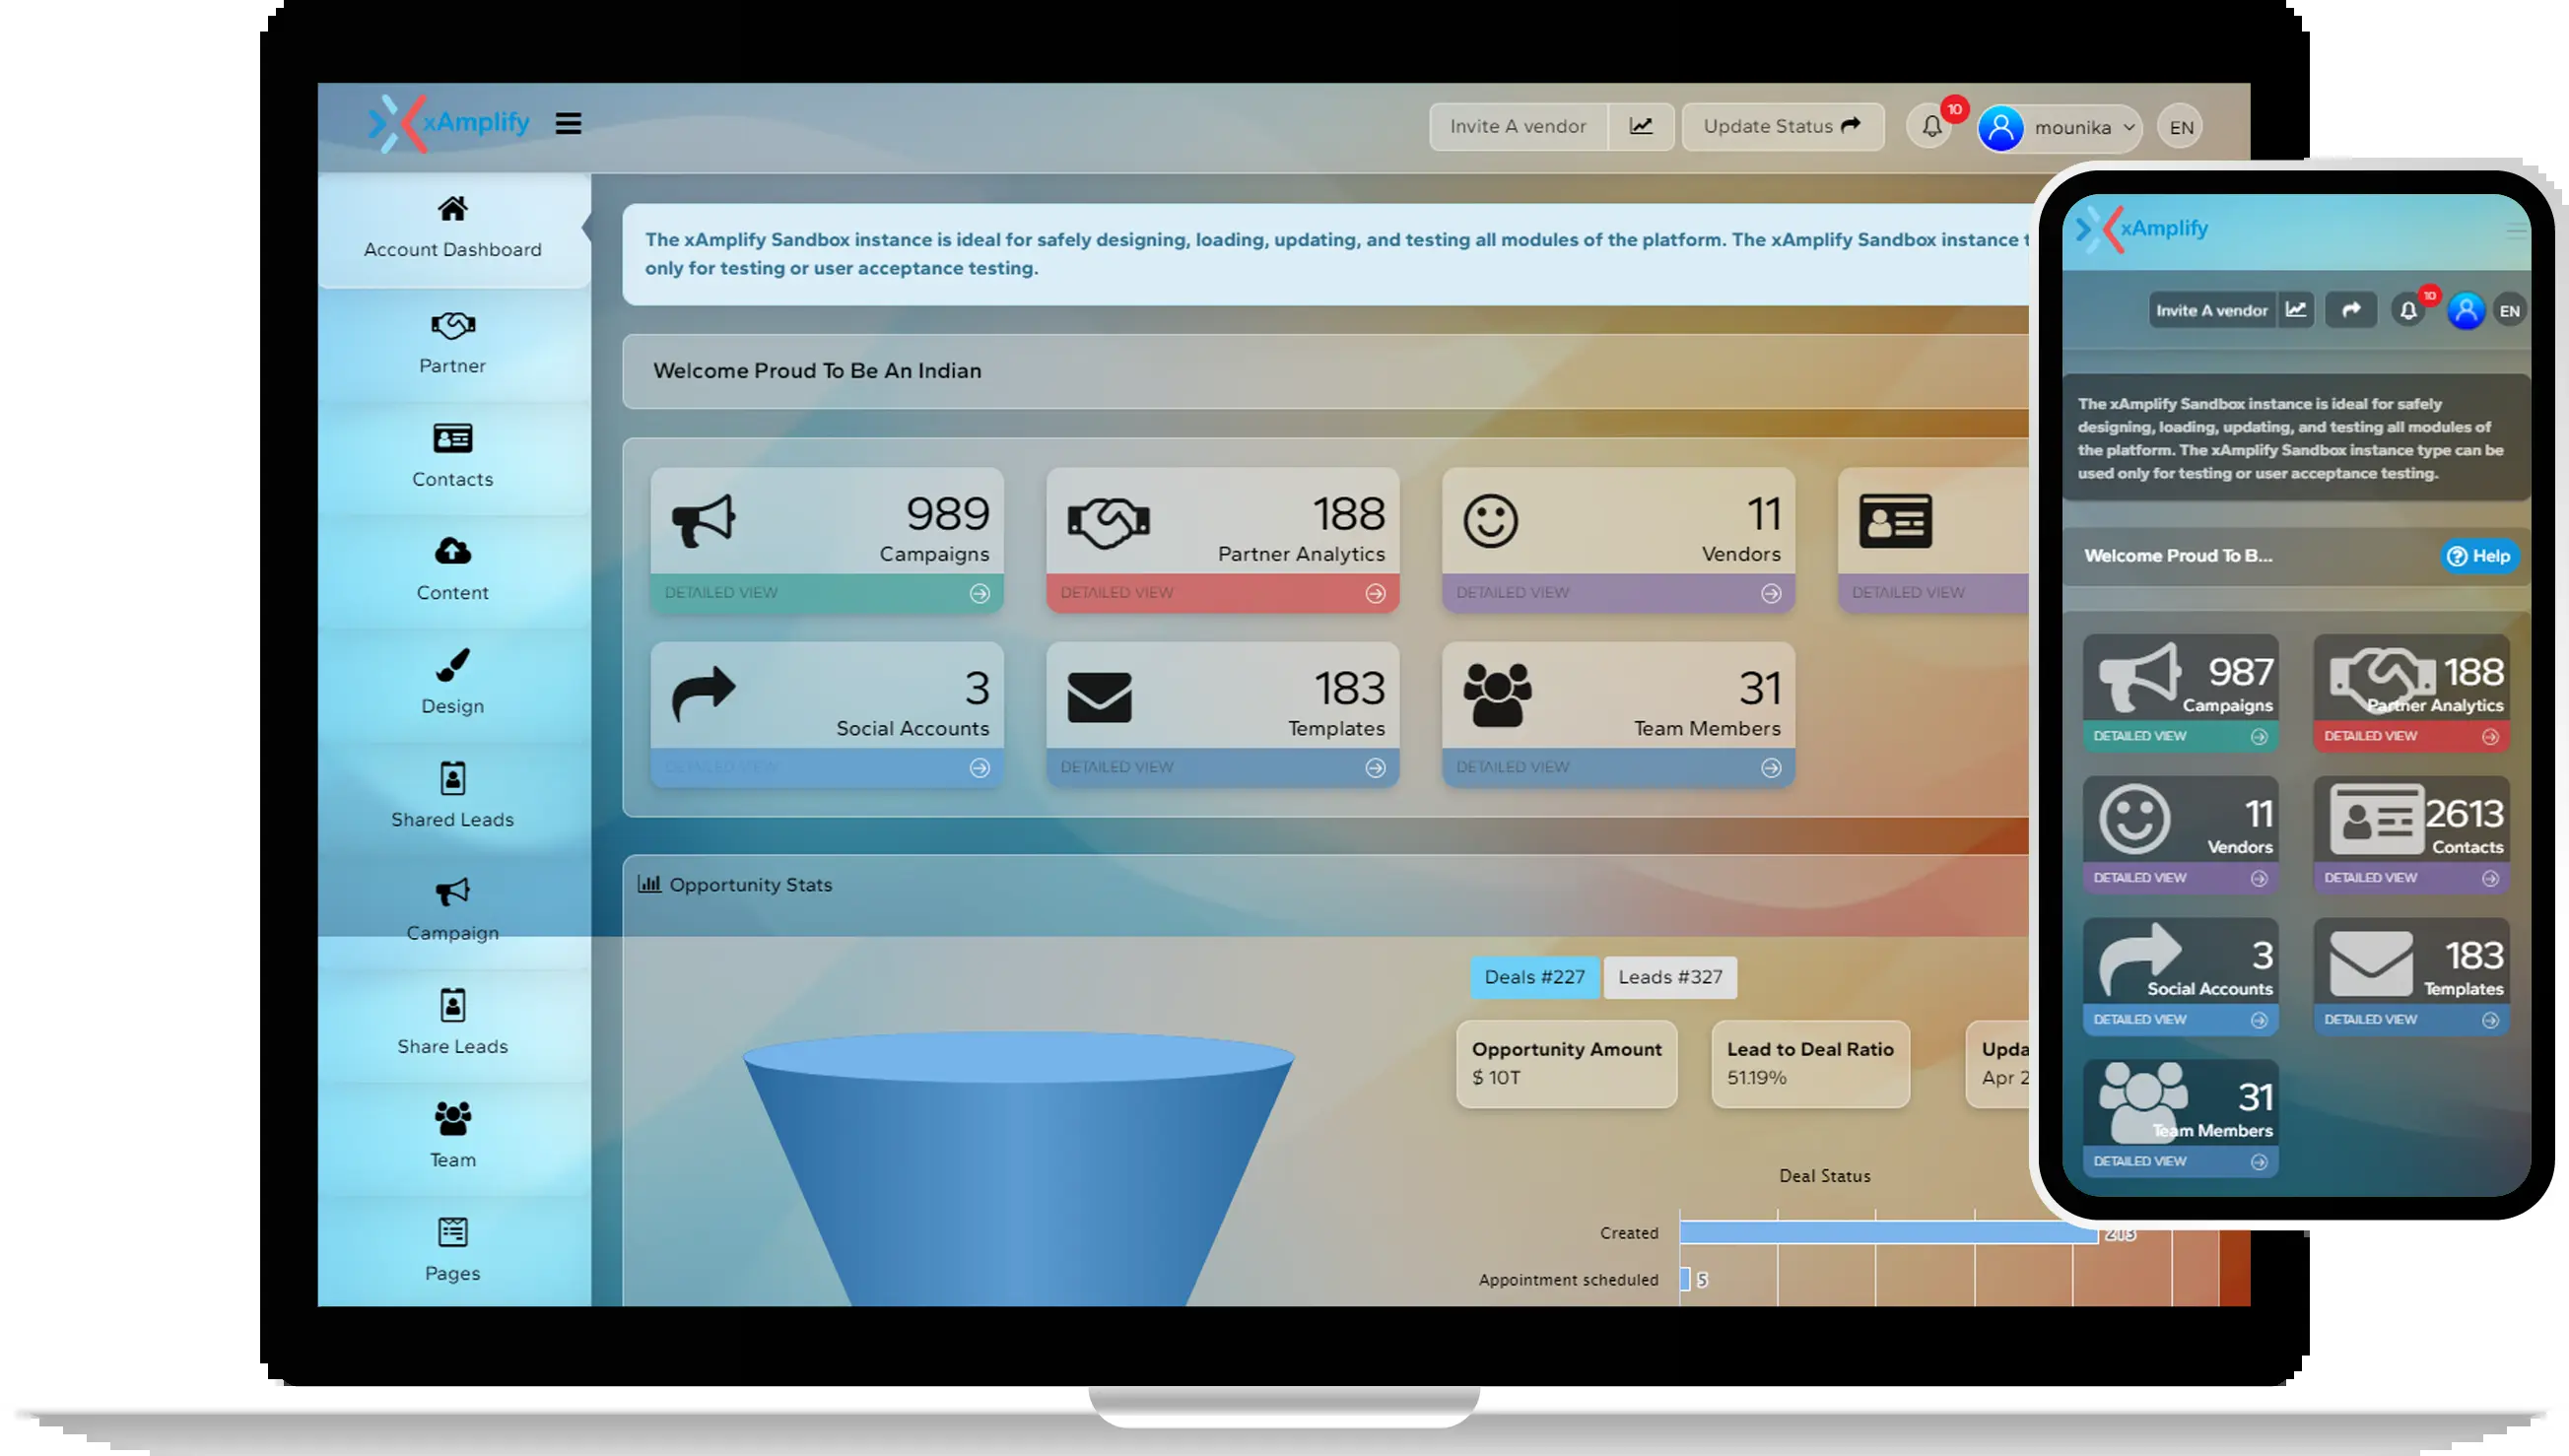 xAmplify
Invite A vendor
Update Status
10
mounika
EN
Account Dashboard
Partner
Contacts
Content
Design
Shared Leads
Campaign
Share Leads
Team
Pages
The xAmplify Sandbox instance is ideal for safely designing, loading, updating, and testing all modules of the platform. The xAmplify Sandbox instance
only for testing or user acceptance testing.
Welcome Proud To Be An Indian
989
Campaigns
DETAILED VIEW
188
Partner Analytics
DETAILED VIEW
11
Vendors
DETAILED VIEW
DETAILED VIEW
3
Social Accounts
DETAILED VIEW
183
Templates
DETAILED VIEW
31
Team Members
DETAILED VIEW
Opportunity Stats
Deals #227
Leads #327
Opportunity Amount
$ 10T
Lead to Deal Ratio
51.19%
Upda
Apr 2
Deal Status
Created
213
Appointment scheduled
5
xAmplify
Invite A vendor
10
EN
The xAmplify Sandbox instance is ideal for safely
designing, loading, updating, and testing all modules of
the platform. The xAmplify Sandbox instance type can be
used only for testing or user acceptance testing.
Welcome Proud To B...
Help
987
Campaigns
DETAILED VIEW
188
Partner Analytics
DETAILED VIEW
11
Vendors
DETAILED VIEW
2613
Contacts
DETAILED VIEW
3
Social Accounts
DETAILED VIEW
183
Templates
DETAILED VIEW
31
Team Members
DETAILED VIEW